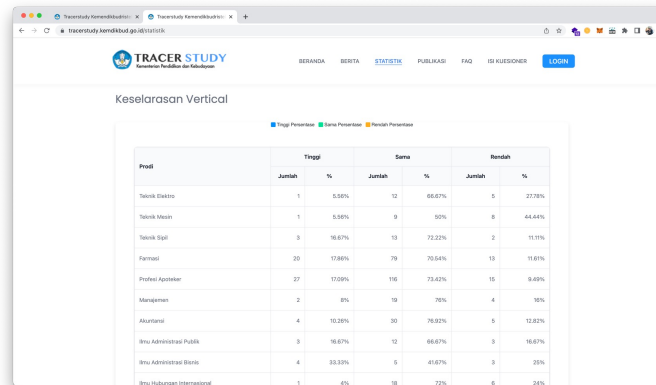 Tracerstudy Kemendikbudriste
Tracerstudy Kemendikbudriste
tracerstudy.kemdikbud.go.id/statistik
TRACER STUDY
Kementerian Pendidikan dan Kebudayaan
BERANDA BERITA STATISTIK PUBLIKASI FAQ ISI KUESIONER LOGIN
Keselarasan Vertical
Tinggi Persentase Sama Persentase Rendah Persentase
Prodi Tinggi Sama Rendah
Jumlah % Jumlah % Jumlah %
Teknik Elektro 1 5.56% 12 66.67% 5 27.78%
Teknik Mesin 1 5.56% 9 50% 8 44.44%
Teknik Sipil 3 16.67% 13 72.22% 2 11.11%
Farmasi 20 17.86% 79 70.54% 13 11.61%
Profesi Apoteker 27 17.09% 116 73.42% 15 9.49%
Manajemen 2 8% 19 76% 4 16%
Akuntansi 4 10.26% 30 76.92% 5 12.82%
Ilmu Administrasi Publik 3 16.67% 12 66.67% 3 16.67%
Ilmu Administrasi Bisnis 4 33.33% 5 41.67% 3 25%
Ilmu Hubungan Internasional 1 4% 18 72% 6 24%